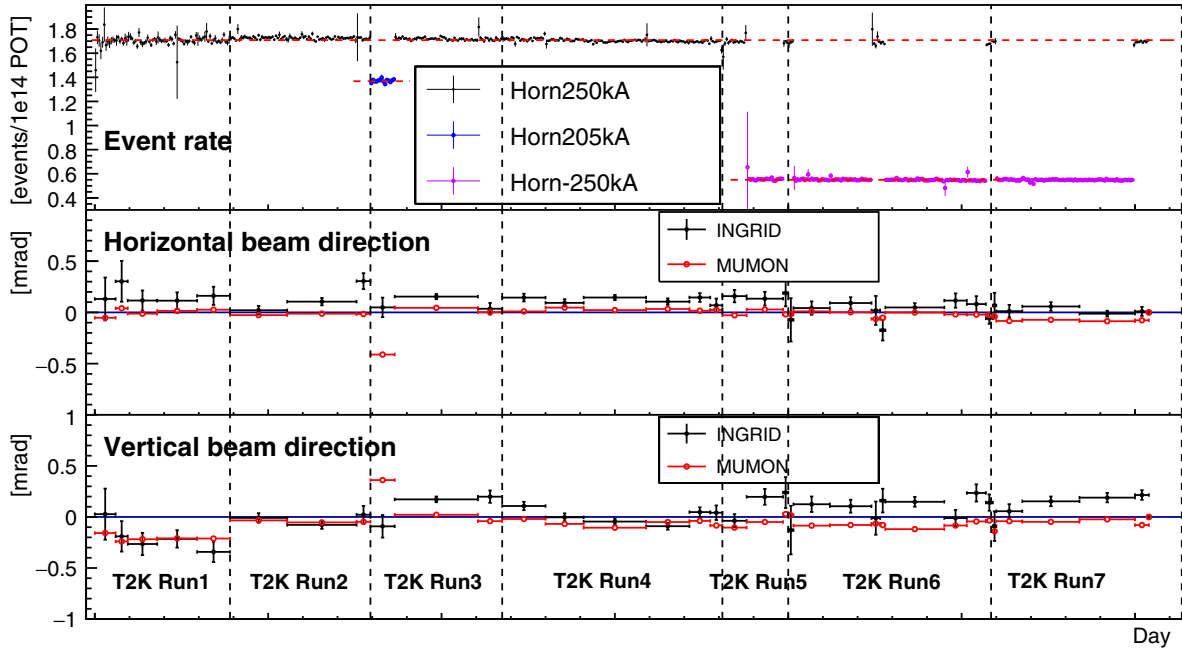 [events/1e14 POT]
1.8
1.6
1.4
1.2
1
0.8
0.6
0.4
Event rate
Horn250kA
Horn205kA
Horn-250kA
[mrad]
0.5
0
−0.5
Horizontal beam direction
INGRID
MUMON
[mrad]
1
0.5
0
−0.5
−1
Vertical beam direction
INGRID
MUMON
T2K Run1
T2K Run2
T2K Run3
T2K Run4
T2K Run5
T2K Run6
T2K Run7
Day